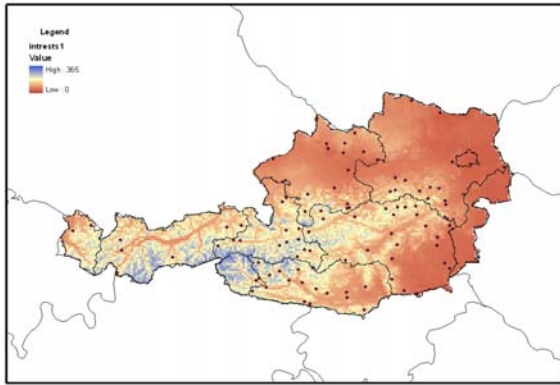 Legend
intrests1
Value
High : 365
Low : 0